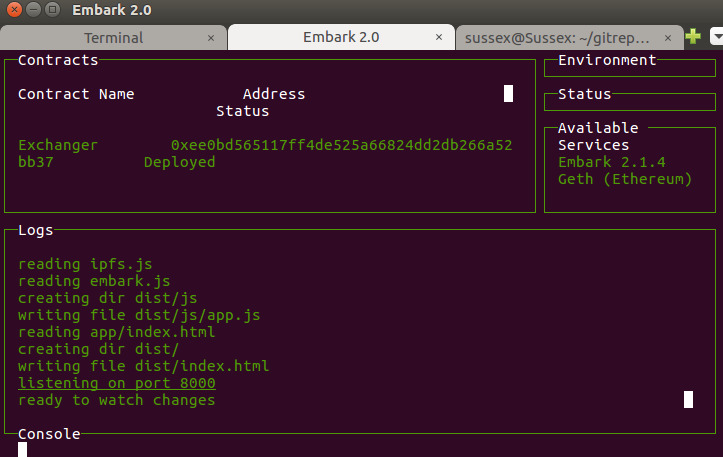 Embark 2.0
Terminal
Embark 2.0
sussex@Sussex: ~/gitrep...
Contracts
Contract Name Address
Status
Exchanger 0xee0bd565117ff4de525a66824dd2db266a52
bb37 Deployed
Environment
Status
Available
Services
Embark 2.1.4
Geth (Ethereum)
Logs
reading ipfs.js
reading embark.js
creating dir dist/js
writing file dist/js/app.js
reading app/index.html
creating dir dist/
writing file dist/index.html
listening on port 8000
ready to watch changes
Console